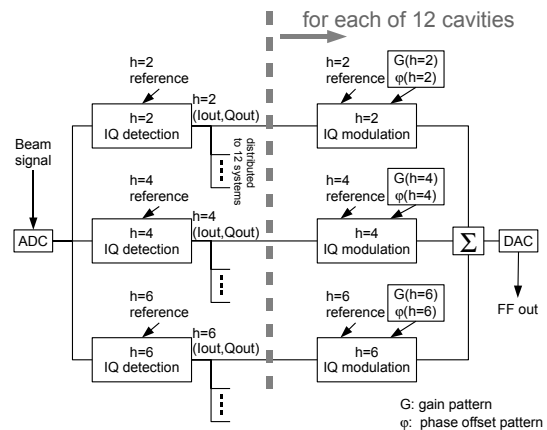 for each of 12 cavities
h=2
reference
h=2
IQ detection
h=2
(Iout,Qout)
distributed
to 12 systems
h=2
reference
G(h=2)
φ(h=2)
h=2
IQ modulation
Beam
signal
ADC
h=4
reference
h=4
IQ detection
h=4
(Iout,Qout)
h=4
reference
G(h=4)
φ(h=4)
h=4
IQ modulation
Σ
DAC
FF out
h=6
reference
h=6
IQ detection
h=6
(Iout,Qout)
h=6
reference
G(h=6)
φ(h=6)
h=6
IQ modulation
G: gain pattern
φ: phase offset pattern